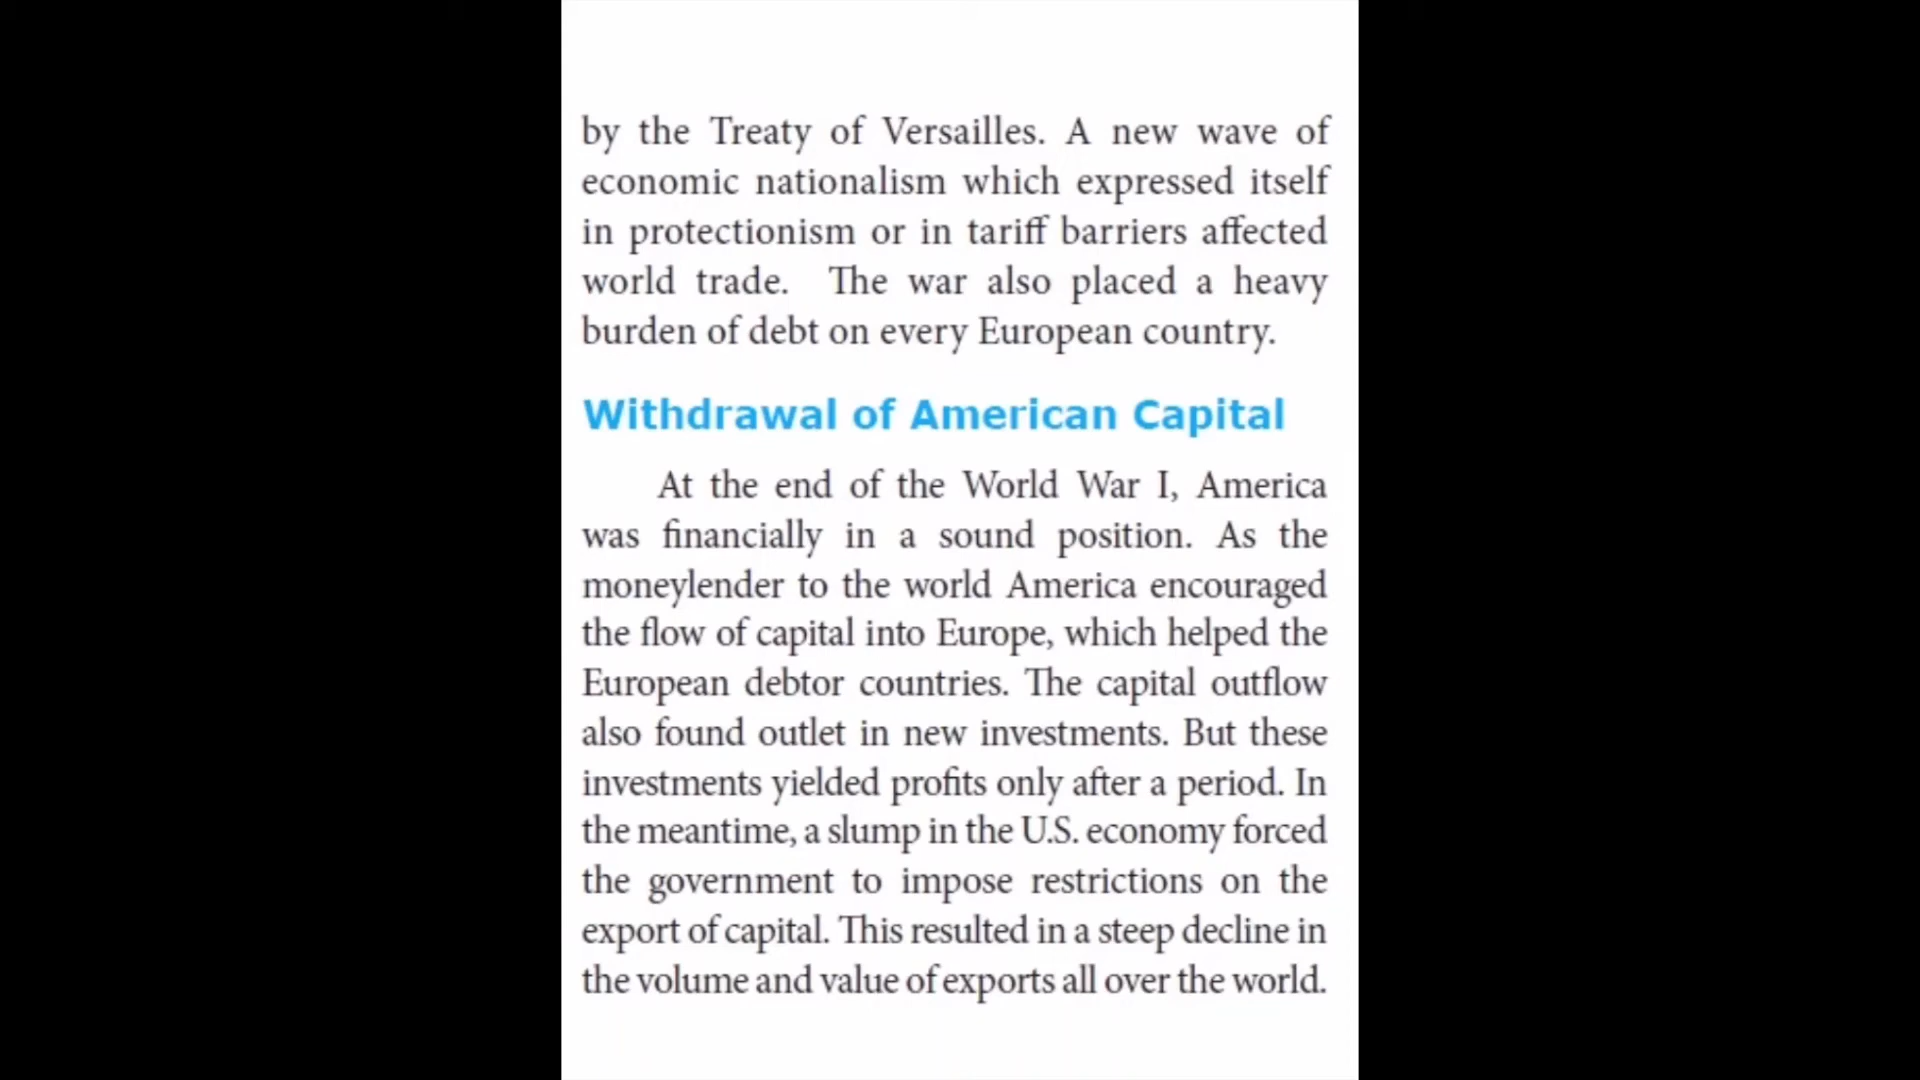 by the Treaty of Versailles. A new wave of
economic nationalism which expressed itself
in protectionism or in tariff barriers affected
world trade. The war also placed a heavy
burden of debt on every European country.
Withdrawal of American Capital
At the end of the World War I, America
was financially in a sound position. As the
moneylender to the world America encouraged
the flow of capital into Europe, which helped the
European debtor countries. The capital outflow
also found outlet in new investments. But these
investments yielded profits only after a period. In
the meantime, a slump in the U.S. economy forced
the government to impose restrictions on the
export of capital. This resulted in a steep decline in
the volume and value of exports all over the world.